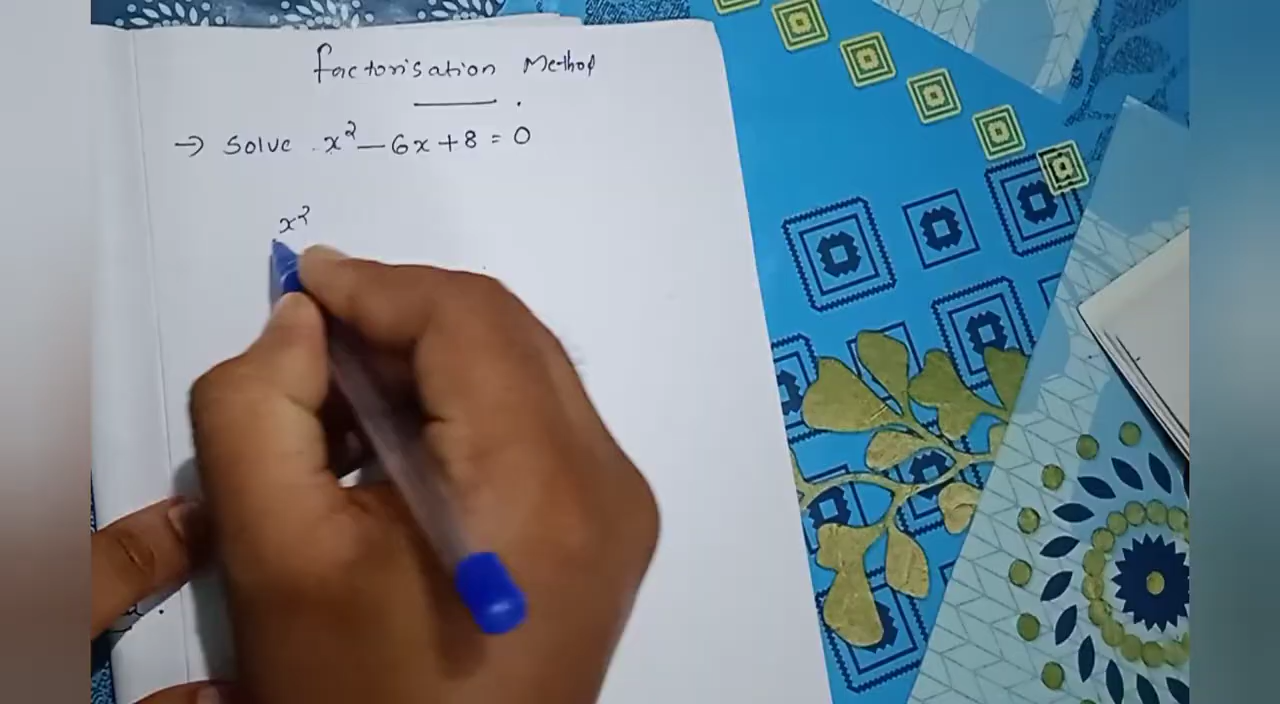 Factorisation Method
→ Solve x² - 6x + 8 = 0
x²